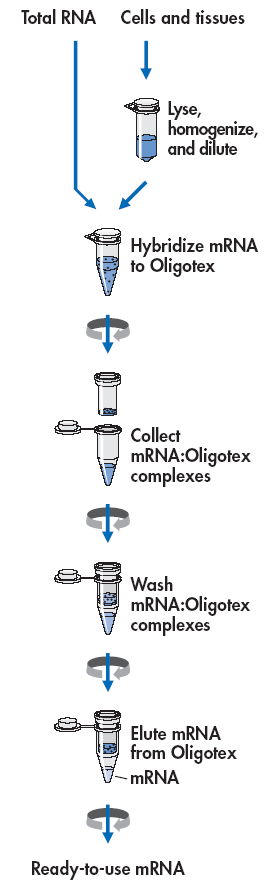 Total RNA
Cells and tissues
Lyse,
homogenize,
and dilute
Hybridize mRNA
to Oligotex
Collect
mRNA:Oligotex
complexes
Wash
mRNA:Oligotex
complexes
Elute mRNA
from Oligotex
mRNA
Ready-to-use mRNA